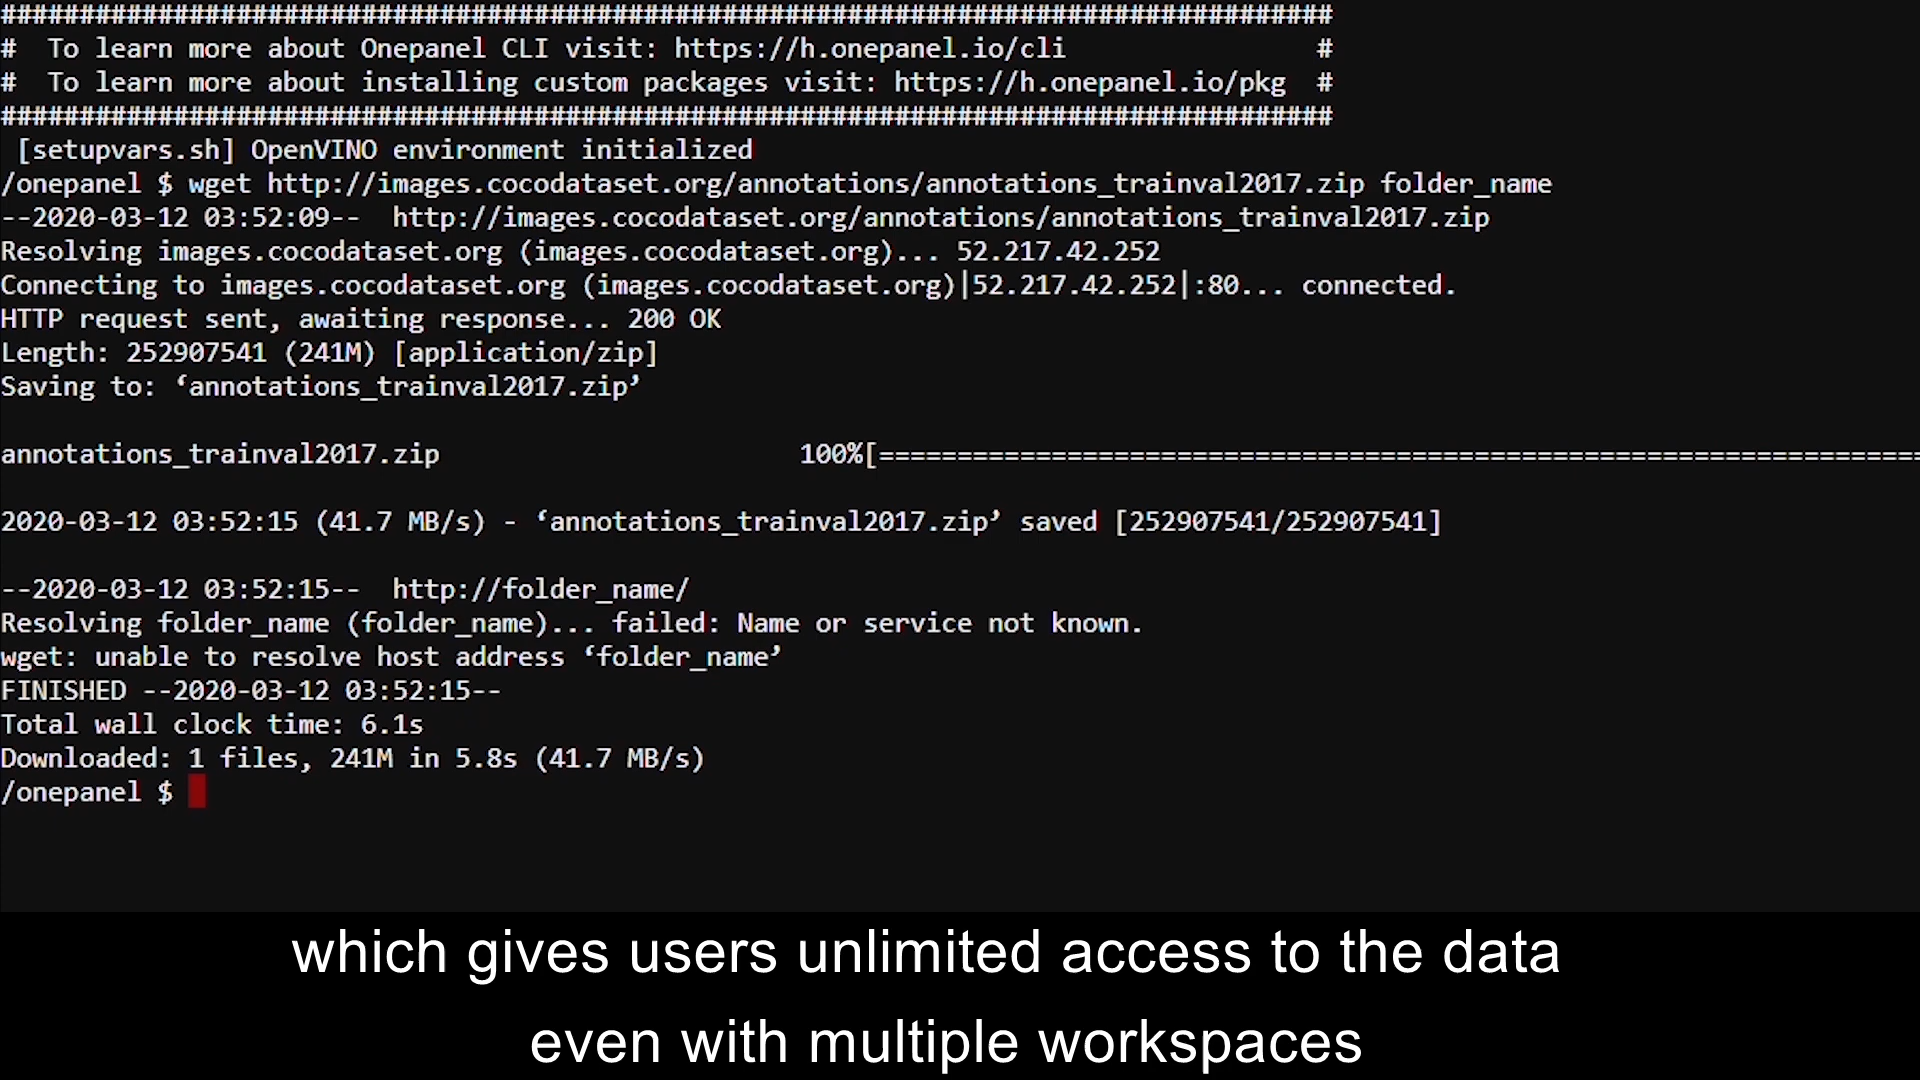 #####################################################################################
#  To learn more about Onepanel CLI visit: https://h.onepanel.io/cli                #
#  To learn more about installing custom packages visit: https://h.onepanel.io/pkg  #
#####################################################################################
 [setupvars.sh] OpenVINO environment initialized
/onepanel $ wget http://images.cocodataset.org/annotations/annotations_trainval2017.zip folder_name
--2020-03-12 03:52:09--  http://images.cocodataset.org/annotations/annotations_trainval2017.zip
Resolving images.cocodataset.org (images.cocodataset.org)... 52.217.42.252
Connecting to images.cocodataset.org (images.cocodataset.org)|52.217.42.252|:80... connected.
HTTP request sent, awaiting response... 200 OK
Length: 252907541 (241M) [application/zip]
Saving to: ‘annotations_trainval2017.zip’
annotations_trainval2017.zip                       100%[===================================================================
2020-03-12 03:52:15 (41.7 MB/s) - ‘annotations_trainval2017.zip’ saved [252907541/252907541]
--2020-03-12 03:52:15--  http://folder_name/
Resolving folder_name (folder_name)... failed: Name or service not known.
wget: unable to resolve host address ‘folder_name’
FINISHED --2020-03-12 03:52:15--
Total wall clock time: 6.1s
Downloaded: 1 files, 241M in 5.8s (41.7 MB/s)
/onepanel $
which gives users unlimited access to the data
even with multiple workspaces